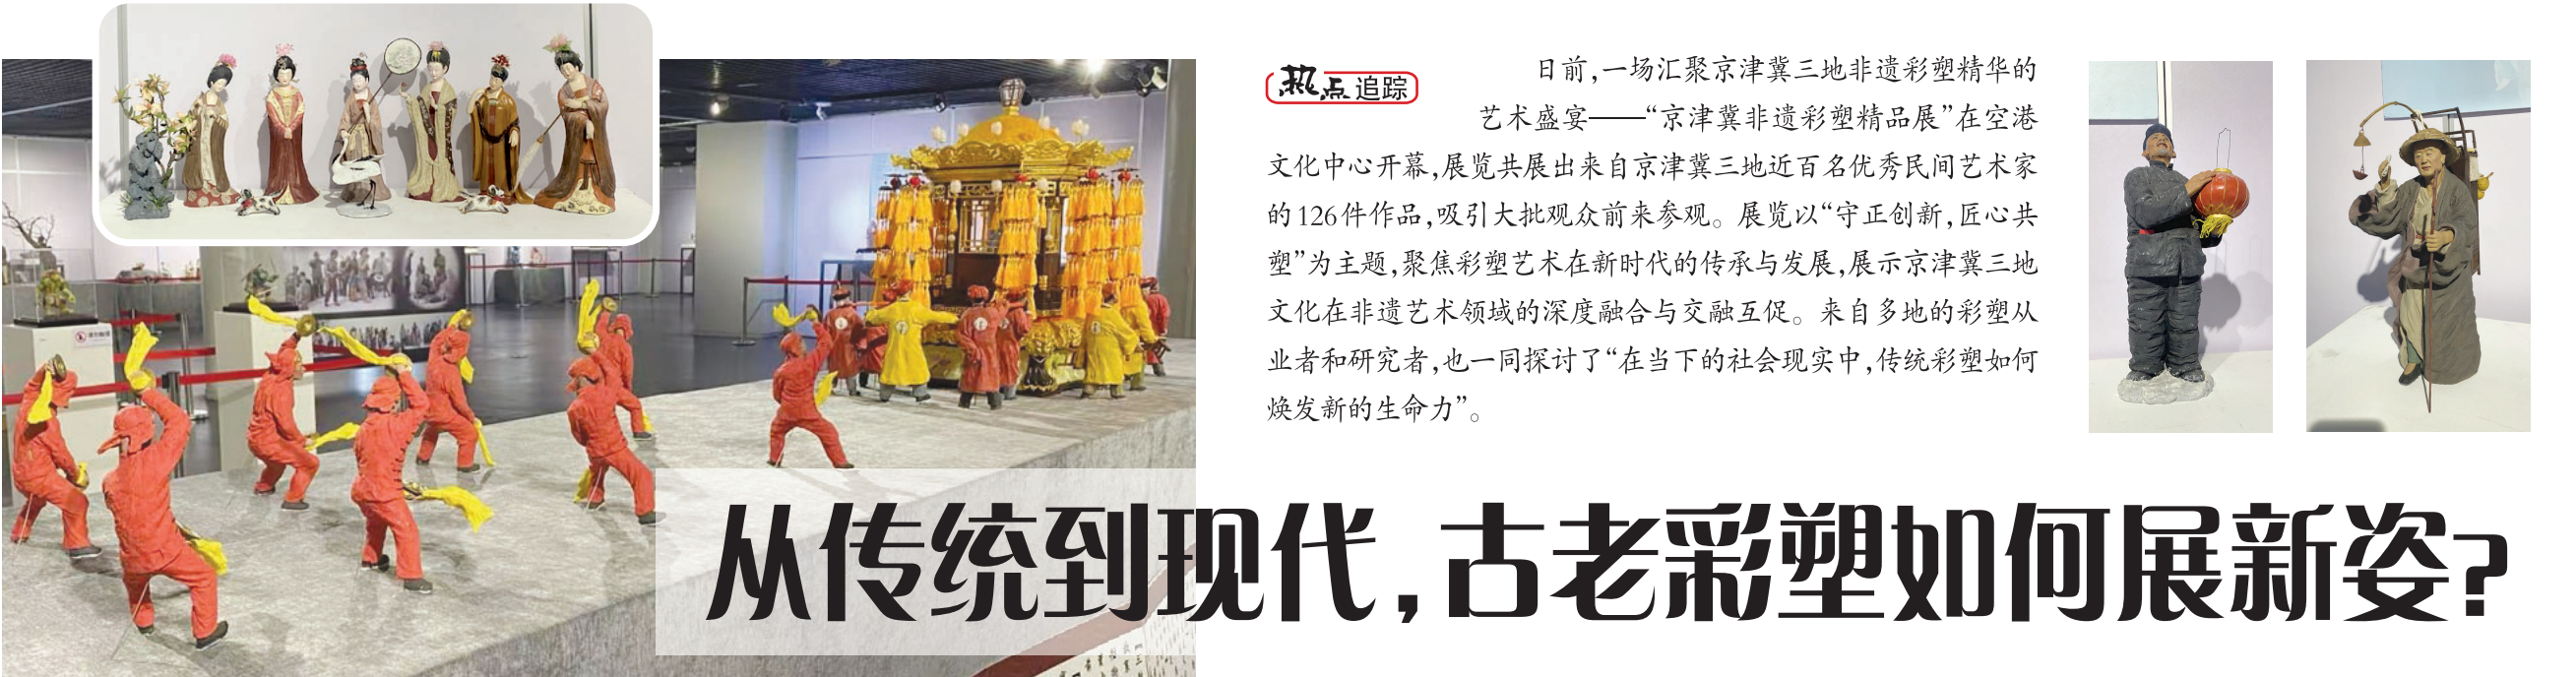 热点追踪
日前,一场汇聚京津冀三地非遗彩塑精华的
艺术盛宴——“京津冀非遗彩塑精品展”在空港
文化中心开幕,展览共展出来自京津冀三地近百名优秀民间艺术家
的126件作品,吸引大批观众前来参观。展览以“守正创新,匠心共
塑”为主题,聚焦彩塑艺术在新时代的传承与发展,展示京津冀三地
文化在非遗艺术领域的深度融合与交融互促。来自多地的彩塑从
业者和研究者,也一同探讨了“在当下的社会现实中,传统彩塑如何
焕发新的生命力”。
从传统到现代,古老彩塑如何展新姿?